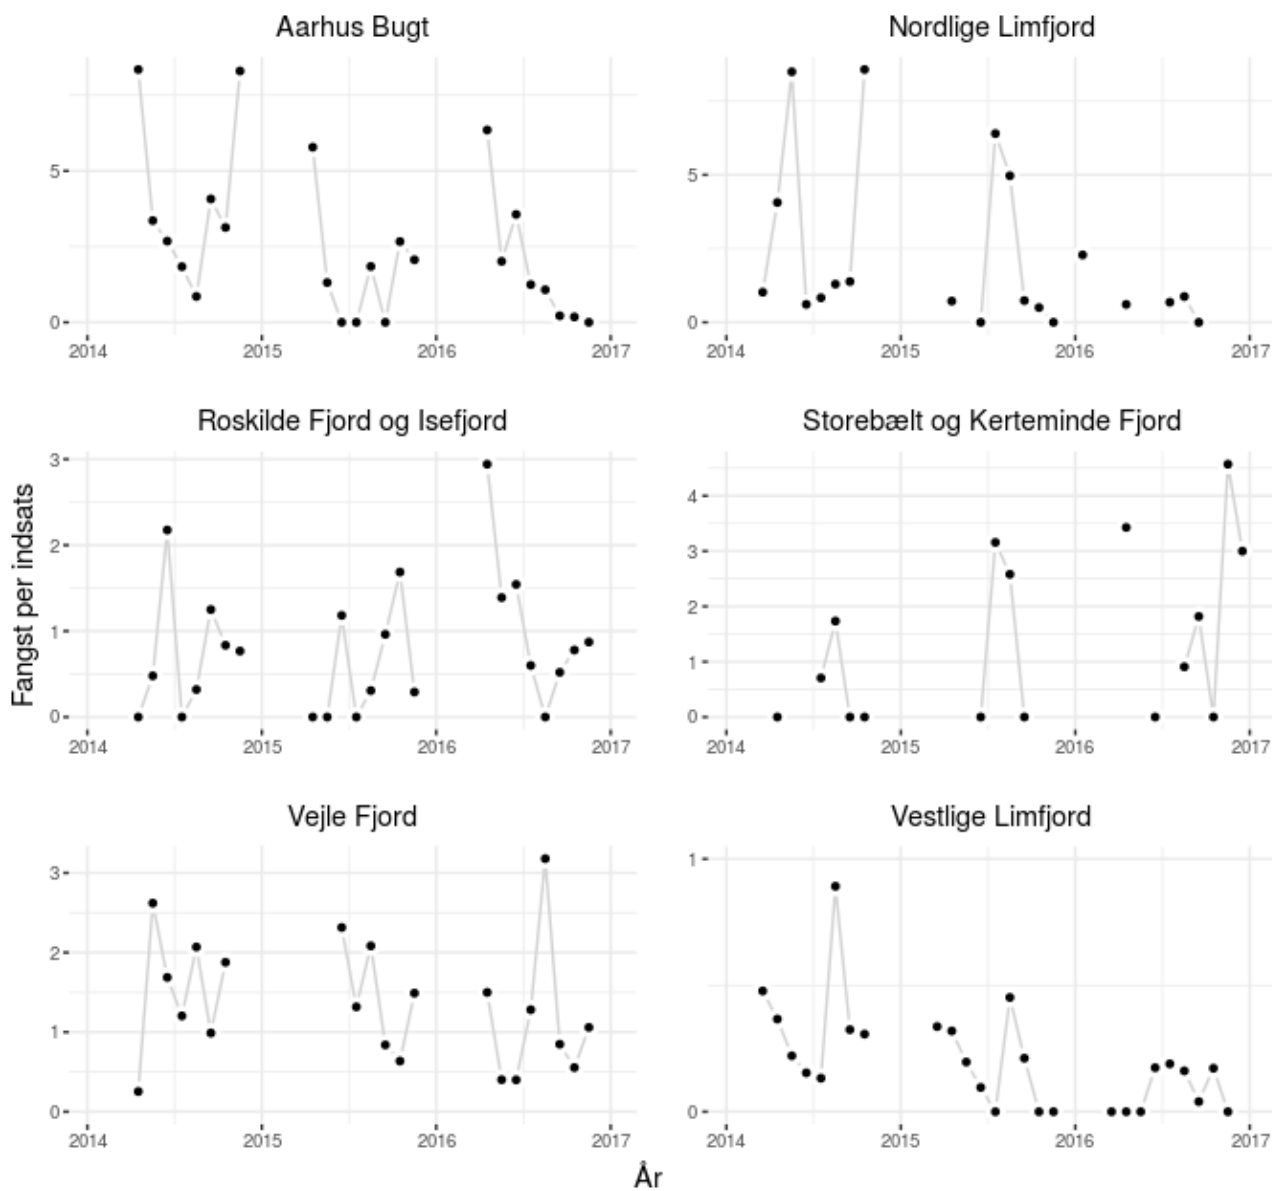 Aarhus Bugt
Nordlige Limfjord
5
0
2014 2015 2016 2017
5
0
2014 2015 2016 2017
Roskilde Fjord og Isefjord
Storebælt og Kerteminde Fjord
Fangst per indsats
3
2
1
0
2014 2015 2016 2017
4
3
2
1
0
2014 2015 2016 2017
Vejle Fjord
Vestlige Limfjord
3
2
1
0
2014 2015 2016 2017
1
0
2014 2015 2016 2017
År